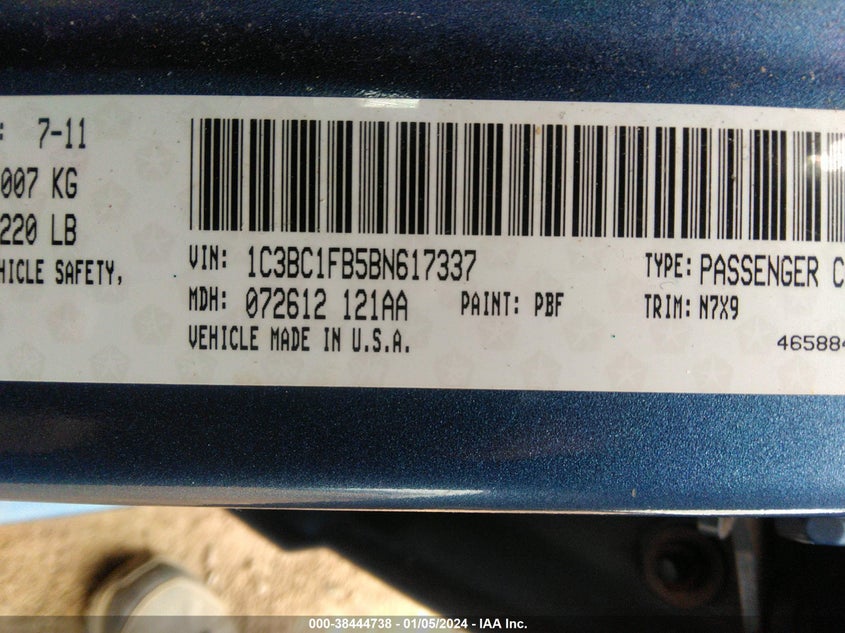 : 7-11
007 KG
220 LB
HICLE SAFETY,
VIN: 1C3BC1FB5BN617337 TYPE: PASSENGER C
MDH: 072612 121AA PAINT: PBF TRIM: N7X9
VEHICLE MADE IN U.S.A. 46588
000-38444738 - 01/05/2024 - IAA Inc.